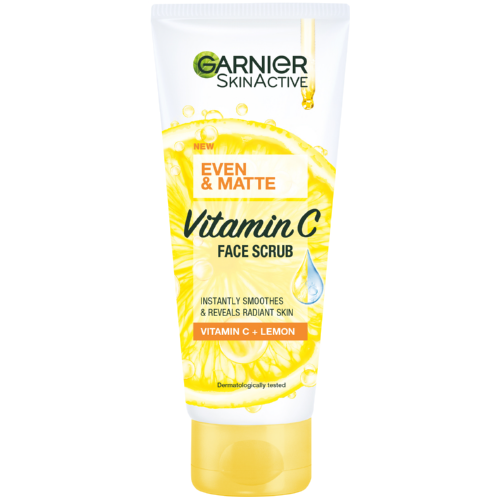 GARNIER
SKINACTIVE
NEW
EVEN
& MATTE
Vitamin C
FACE SCRUB
INSTANTLY SMOOTHES
& REVEALS RADIANT SKIN
VITAMIN C + LEMON
Dermatologically tested